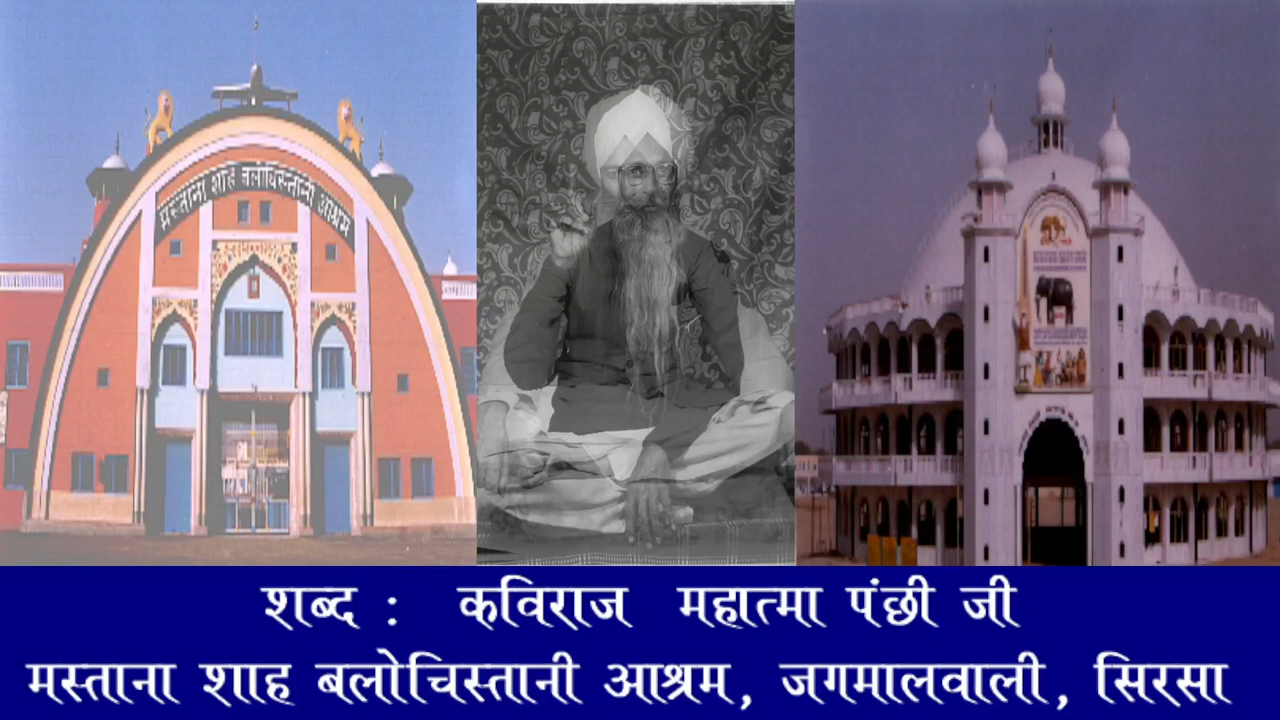 मस्ताना शाह बलोचिस्तानी आश्रम
शब्द : कविराज महात्मा पंछी जी
मस्ताना शाह बलोचिस्तानी आश्रम, जगमालवाली, सिरसा